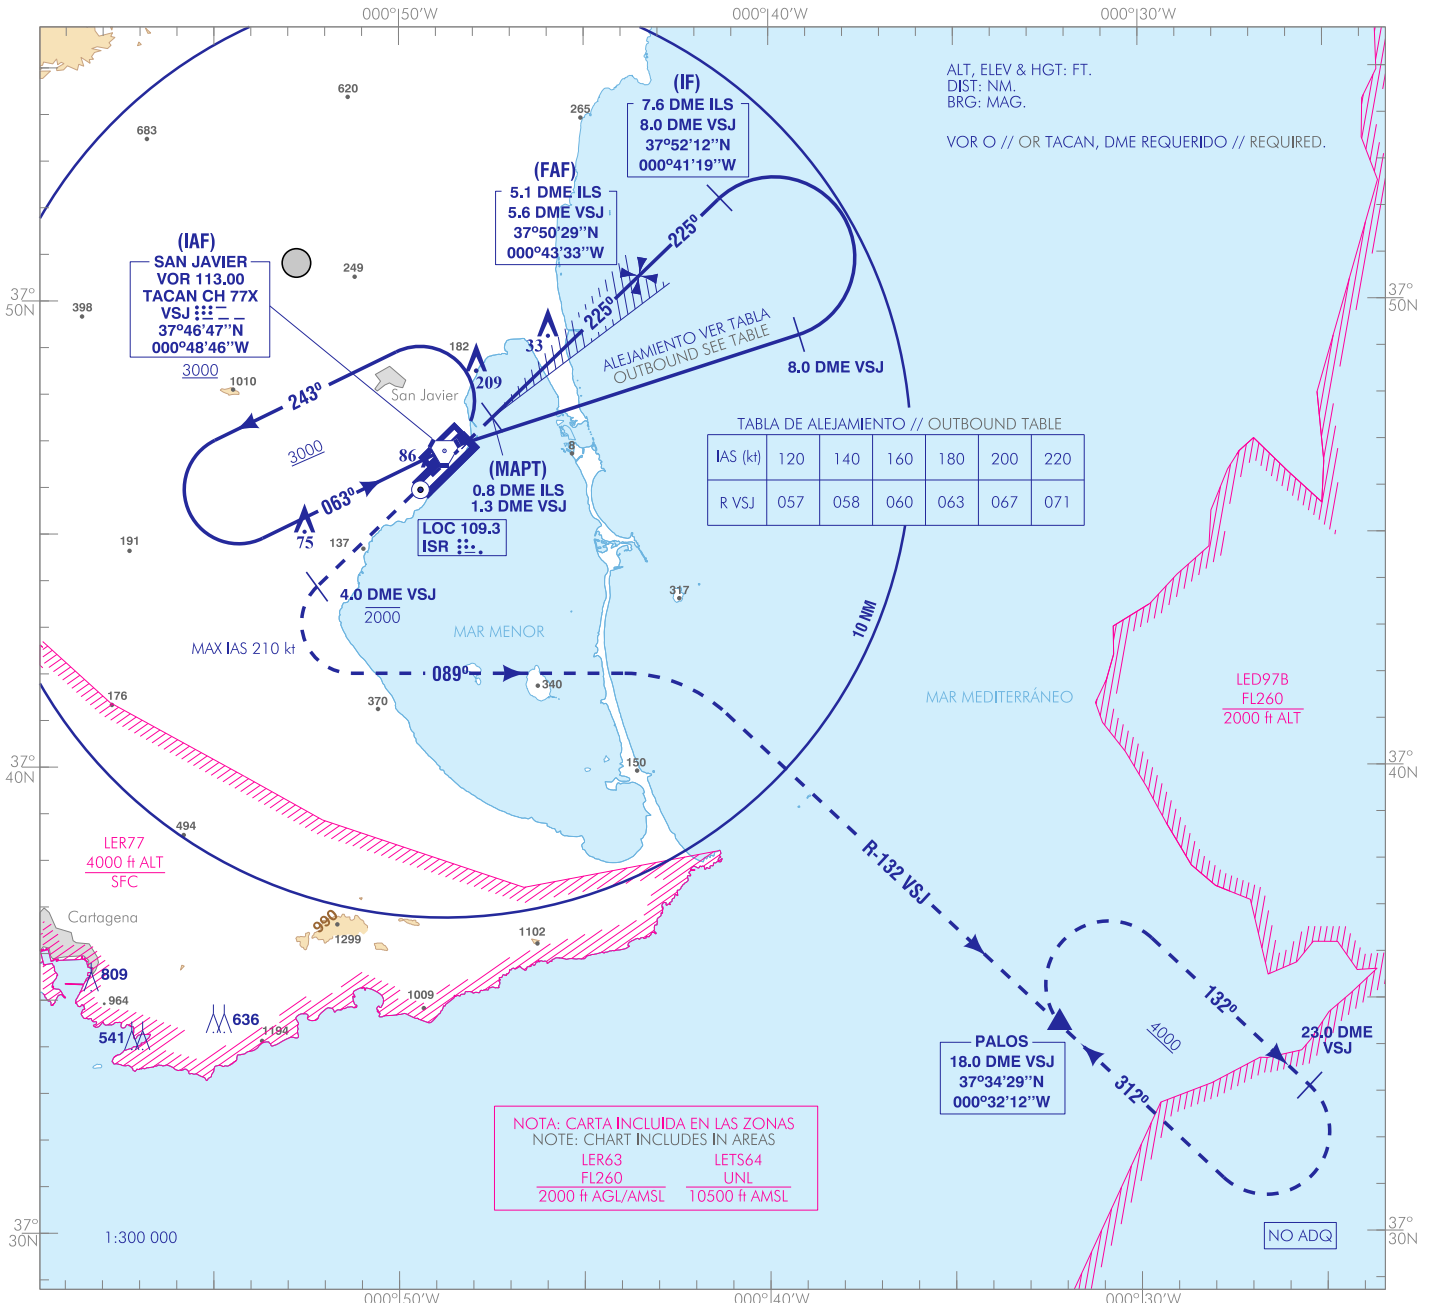 000°50'W
000°40'W
000°30'W
ALT, ELEV & HGT: FT.
DIST: NM.
BRG: MAG.
VOR O // OR TACAN, DME REQUERIDO // REQUIRED.
(IF)
7.6 DME ILS
8.0 DME VSJ
37°52'12''N
000°41'19''W
(FAF)
5.1 DME ILS
5.6 DME VSJ
37°50'29''N
000°43'33''W
(IAF)
SAN JAVIER
VOR 113.00
TACAN CH 77X
VSJ
37°46'47''N
000°48'46''W
3000
620
683
265
249
398
1010
182
209
33
San Javier
225°
225°
ALEJAMIENTO VER TABLA
OUTBOUND SEE TABLE
8.0 DME VSJ
243°
3000
063°
86
75
(MAPT)
0.8 DME ILS
1.3 DME VSJ
LOC 109.3
ISR
TABLA DE ALEJAMIENTO // OUTBOUND TABLE
IAS (kt) 120 140 160 180 200 220
R VSJ 057 058 060 063 067 071
8
191
137
4.0 DME VSJ
2000
MAX IAS 210 kt
MAR MENOR
317
10 NM
089°
340
370
176
150
MAR MEDITERRÁNEO
LED97B
FL260
2000 ft ALT
37°
50N
37°
50N
37°
40N
37°
40N
494
LER77
4000 ft ALT
SFC
Cartagena
990
1299
1102
1009
809
964
541
636
1194
R-132 VSJ
132°
4000
312°
23.0 DME
VSJ
PALOS
18.0 DME VSJ
37°34'29''N
000°32'12''W
NOTA: CARTA INCLUIDA EN LAS ZONAS
NOTE: CHART INCLUDES IN AREAS
LER63 LETS64
FL260 UNL
2000 ft AGL/AMSL 10500 ft AMSL
37°
30N
37°
30N
1:300 000
NO ADQ
000°50'W
000°40'W
000°30'W